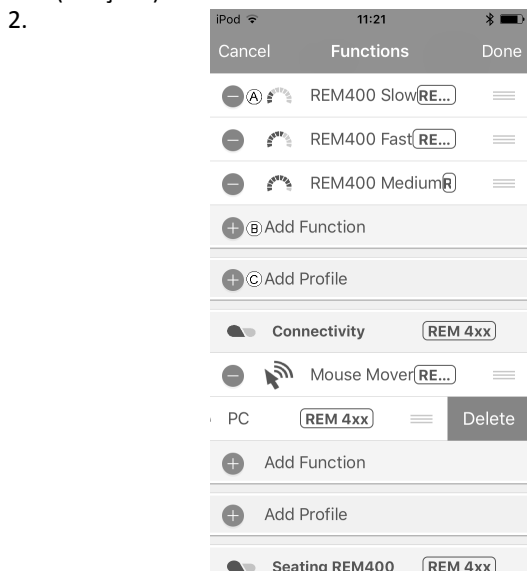 2.
iPod 11:21
Cancel Functions Done
Ⓐ REM400 Slow RE...
REM400 Fast RE...
REM400 Medium R
Ⓑ Add Function
Ⓒ Add Profile
Connectivity REM 4xx
Mouse Mover RE...
PC REM 4xx Delete
Add Function
Add Profile
Seating REM400 REM 4xx